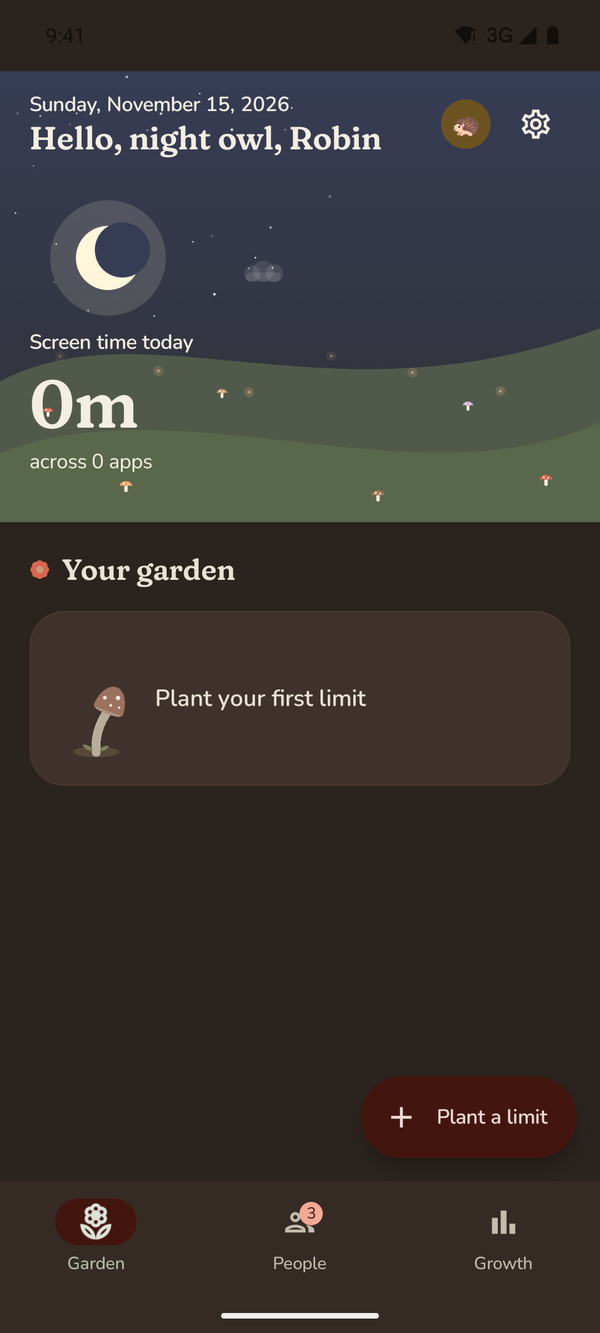 9:41
3G
Sunday, November 15, 2026
Hello, night owl, Robin
Screen time today
0m
across 0 apps
Your garden
Plant your first limit
Plant a limit
3
Garden
People
Growth